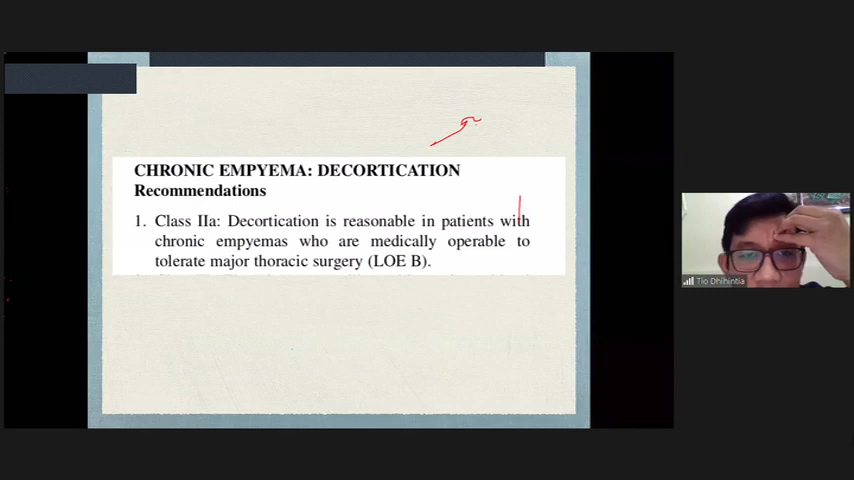 CHRONIC EMPYEMA: DECORTICATION
Recommendations
1. Class IIa: Decortication is reasonable in patients with
chronic empyemas who are medically operable to
tolerate major thoracic surgery (LOE B).
Tio Dhihintia